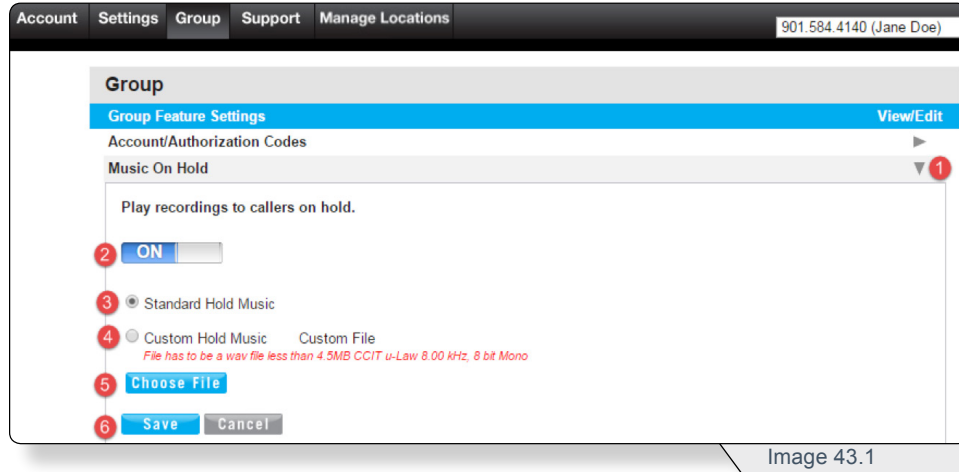 Account Settings Group Support Manage Locations
901.584.4140 (Jane Doe)
Group
Group Feature Settings View/Edit
Account/Authorization Codes
Music On Hold 1
Play recordings to callers on hold.
2 ON
3 Standard Hold Music
4 Custom Hold Music Custom File
File has to be a wav file less than 4.5MB CCIT u-Law 8.00 kHz, 8 bit Mono
5 Choose File
6 Save Cancel
Image 43.1